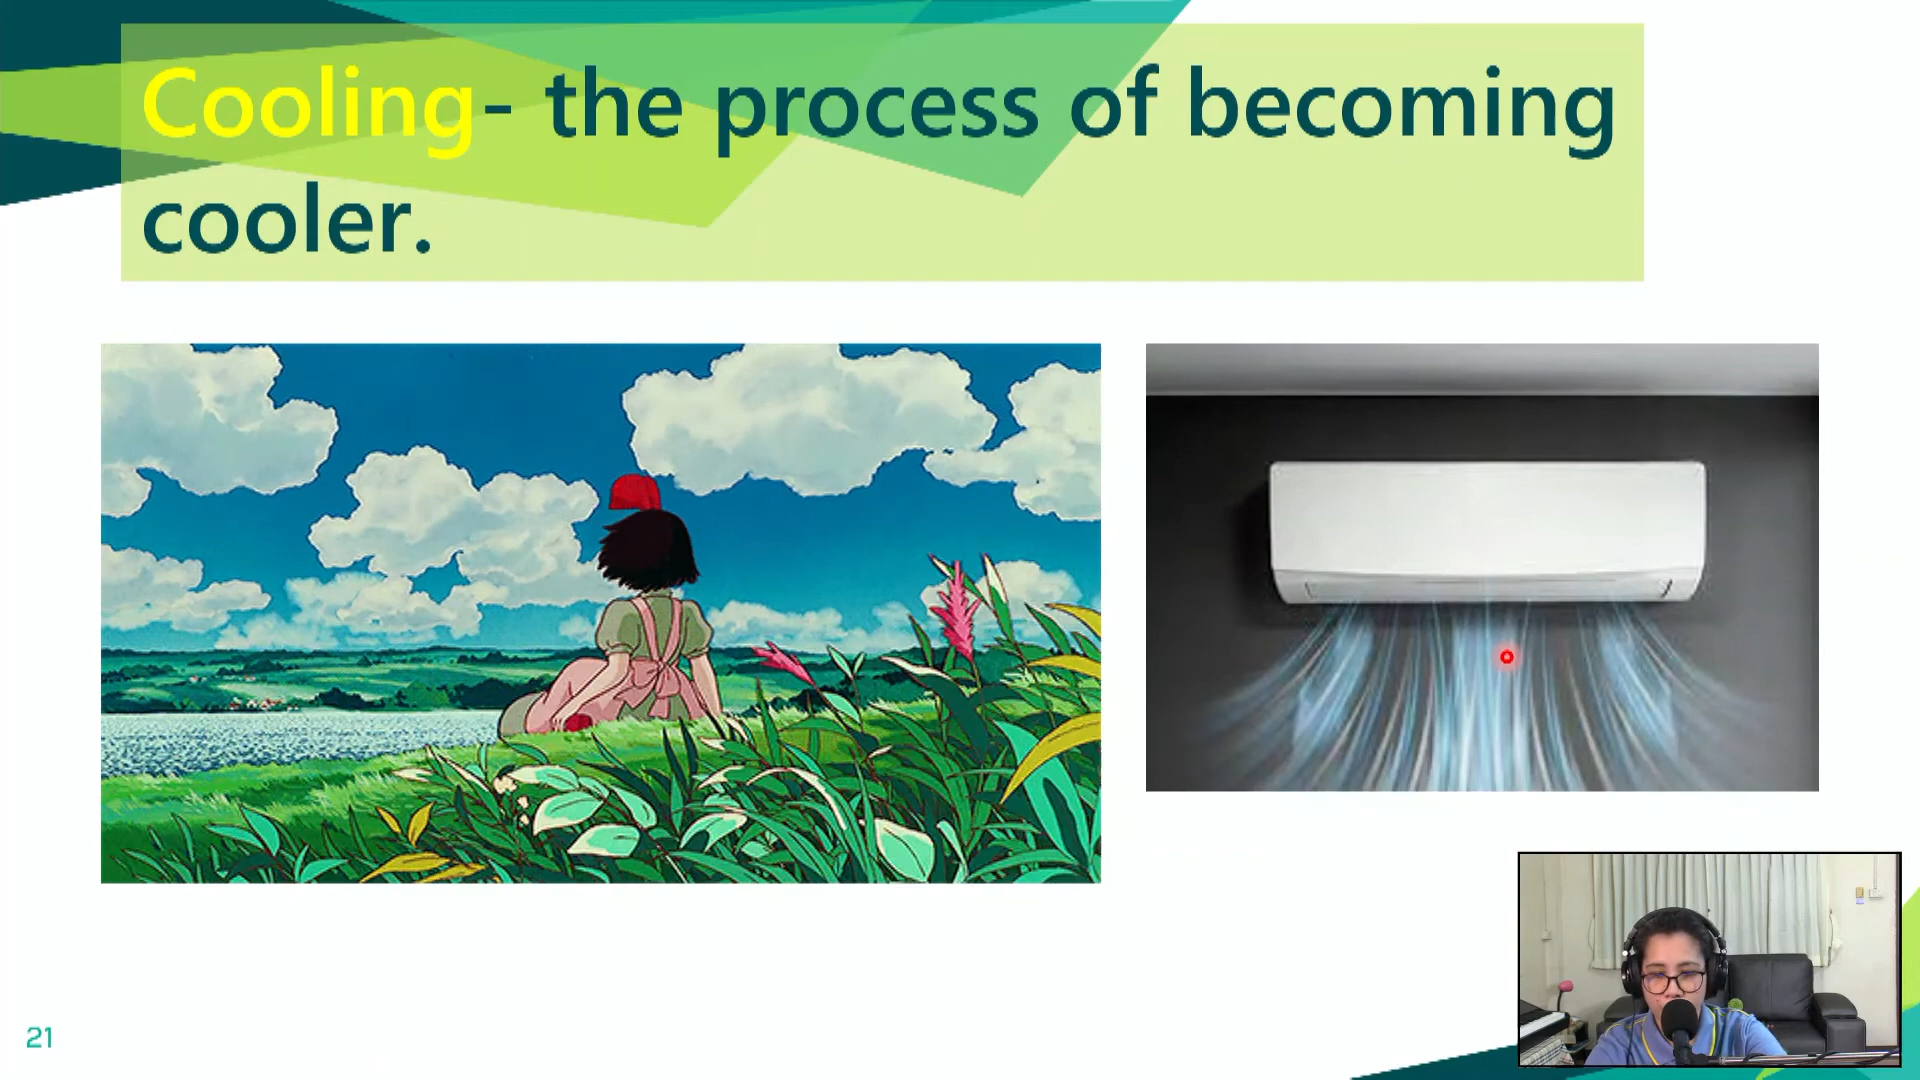 Cooling- the process of becoming
cooler.
21